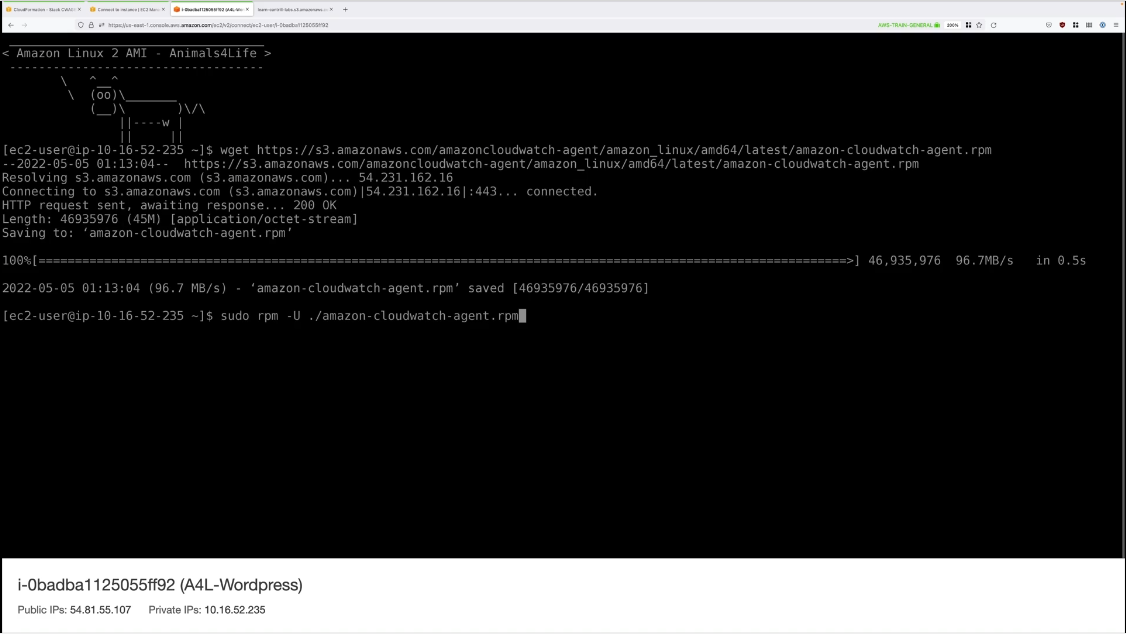 CloudFormation - Stack CWAG
Connect to instance | EC2 Mana
i-0badba1125055ff92 (A4L-Wor
learn-cantrill-labs.s3.amazonaws.c
https://us-east-1.console.aws.amazon.com/ec2/v2/connect/ec2-user/i-0badba1125055ff92
AWS-TRAIN-GENERAL
200%
< Amazon Linux 2 AMI - Animals4Life >
---------------------------------
\ ^__^
\ (oo)\_______
(__)\ )\/\
||----w |
|| ||
[ec2-user@ip-10-16-52-235 ~]$ wget https://s3.amazonaws.com/amazoncloudwatch-agent/amazon_linux/amd64/latest/amazon-cloudwatch-agent.rpm
--2022-05-05 01:13:04-- https://s3.amazonaws.com/amazoncloudwatch-agent/amazon_linux/amd64/latest/amazon-cloudwatch-agent.rpm
Resolving s3.amazonaws.com (s3.amazonaws.com)... 54.231.162.16
Connecting to s3.amazonaws.com (s3.amazonaws.com)|54.231.162.16|:443... connected.
HTTP request sent, awaiting response... 200 OK
Length: 46935976 (45M) [application/octet-stream]
Saving to: ‘amazon-cloudwatch-agent.rpm’
100%[===============================================================================================================>] 46,935,976 96.7MB/s in 0.5s
2022-05-05 01:13:04 (96.7 MB/s) - ‘amazon-cloudwatch-agent.rpm’ saved [46935976/46935976]
[ec2-user@ip-10-16-52-235 ~]$ sudo rpm -U ./amazon-cloudwatch-agent.rpm
i-0badba1125055ff92 (A4L-Wordpress)
Public IPs: 54.81.55.107 Private IPs: 10.16.52.235